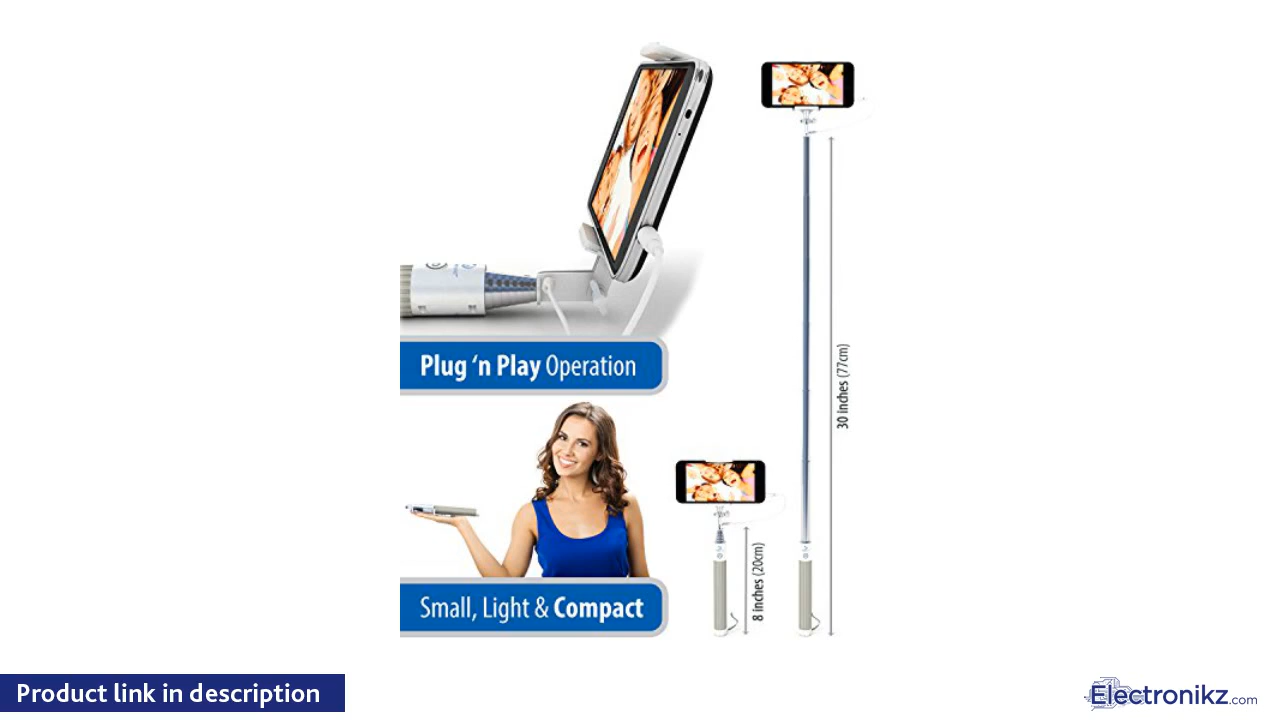 Plug ‘n Play Operation
30 inches (77cm)
8 inches (20cm)
Small, Light & Compact
Product link in description
Electronikz.com